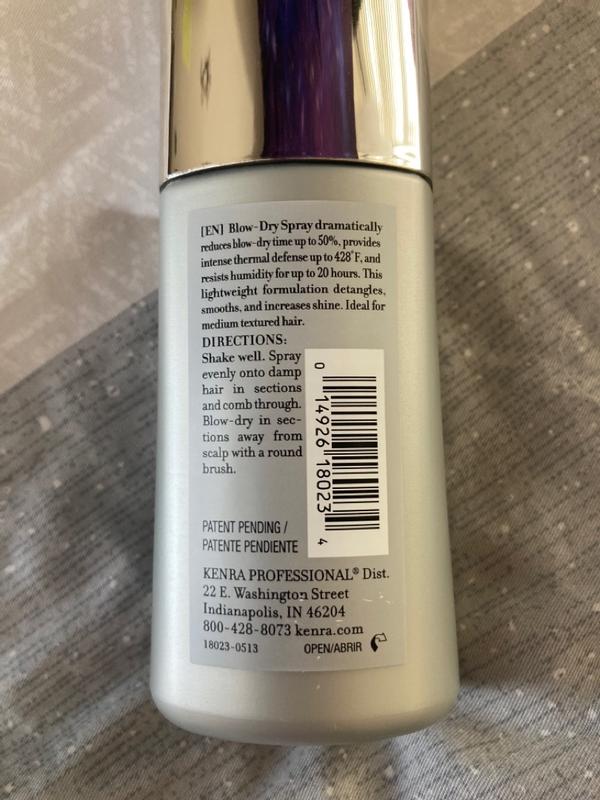 [EN] Blow-Dry Spray dramatically
reduces blow-dry time up to 50%, provides
intense thermal defense up to 428°F, and
resists humidity for up to 20 hours. This
lightweight formulation detangles,
smooths, and increases shine. Ideal for
medium textured hair.
DIRECTIONS:
Shake well. Spray
evenly onto damp
hair in sections
and comb through.
Blow-dry in sec-
tions away from
scalp with a round
brush.
0 14926 18023 4
PATENT PENDING /
PATENTE PENDIENTE
KENRA PROFESSIONAL® Dist.
22 E. Washington Street
Indianapolis, IN 46204
800-428-8073 kenra.com
18023-0513 OPEN/ABRIR